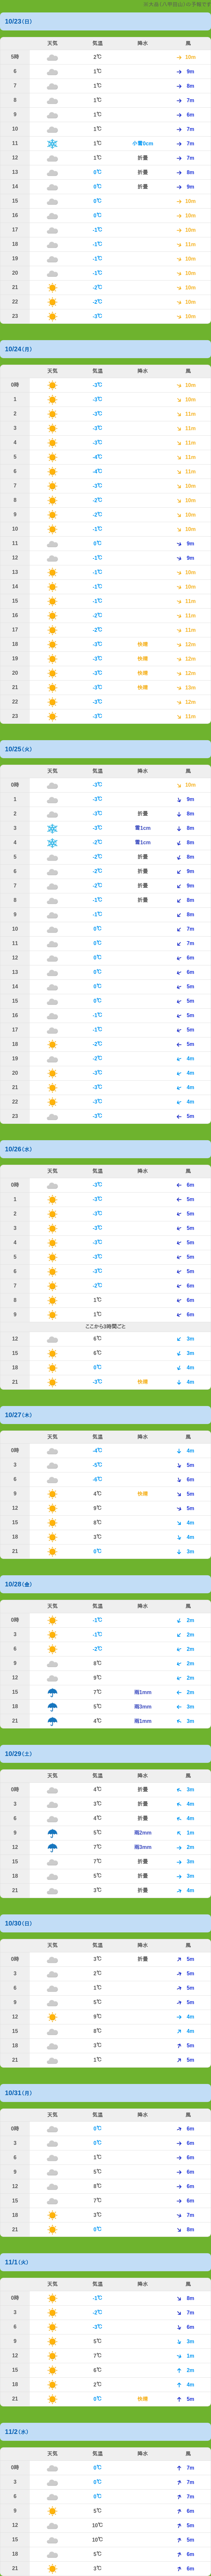 10/23(日)
天気 気温 降水 風
5時 2℃ 10m
6 1℃ 9m
7 1℃ 8m
8 1℃ 7m
9 1℃ 6m
10 1℃ 7m
11 1℃ 小雪0cm 7m
12 1℃ 折畳 7m
13 0℃ 折畳 8m
14 0℃ 折畳 9m
15 0℃ 10m
16 0℃ 10m
17 -1℃ 10m
18 -1℃ 11m
19 -1℃ 10m
20 -1℃ 10m
21 -2℃ 10m
22 -2℃ 10m
23 -3℃ 10m
10/24(月)
天気 気温 降水 風
0時 -3℃ 10m
1 -3℃ 10m
2 -3℃ 11m
3 -3℃ 11m
4 -3℃ 11m
5 -4℃ 11m
6 -4℃ 11m
7 -3℃ 10m
8 -2℃ 10m
9 -2℃ 10m
10 -1℃ 10m
11 0℃ 9m
12 -1℃ 9m
13 -1℃ 10m
14 -1℃ 10m
15 -1℃ 11m
16 -2℃ 11m
17 -2℃ 11m
18 -3℃ 快摺 12m
19 -3℃ 快摺 12m
20 -3℃ 快摺 12m
21 -3℃ 快摺 13m
22 -3℃ 12m
23 -3℃ 11m
10/25(火)
天気 気温 降水 風
0時 -3℃ 10m
1 -3℃ 9m
2 -3℃ 折畳 8m
3 -3℃ 雪1cm 8m
4 -2℃ 雪1cm 8m
5 -2℃ 折畳 8m
6 -2℃ 折畳 9m
7 -2℃ 折畳 9m
8 -1℃ 折畳 8m
9 -1℃ 8m
10 0℃ 7m
11 0℃ 7m
12 0℃ 6m
13 0℃ 6m
14 0℃ 5m
15 0℃ 5m
16 -1℃ 5m
17 -1℃ 5m
18 -2℃ 5m
19 -2℃ 4m
20 -3℃ 4m
21 -3℃ 4m
22 -3℃ 4m
23 -3℃ 5m
10/26(水)
天気 気温 降水 風
0時 -3℃ 6m
1 -3℃ 5m
2 -3℃ 5m
3 -3℃ 5m
4 -3℃ 5m
5 -3℃ 5m
6 -3℃ 5m
7 -2℃ 6m
8 1℃ 6m
9 1℃ 6m
ここから3時間ごと
12 6℃ 3m
15 6℃ 3m
18 0℃ 4m
21 -3℃ 快摺 4m
10/27(木)
天気 気温 降水 風
0時 -4℃ 4m
3 -5℃ 5m
6 -6℃ 6m
9 4℃ 快摺 5m
12 9℃ 5m
15 8℃ 4m
18 3℃ 4m
21 0℃ 3m
10/28(金)
天気 気温 降水 風
0時 -1℃ 2m
3 -1℃ 2m
6 -2℃ 2m
9 8℃ 2m
12 9℃ 2m
15 7℃ 雨1mm 2m
18 5℃ 雨3mm 3m
21 4℃ 雨1mm 3m
10/29(土)
天気 気温 降水 風
0時 4℃ 折畳 3m
3 3℃ 折畳 4m
6 4℃ 折畳 4m
9 5℃ 雨2mm 1m
12 7℃ 雨3mm 2m
15 7℃ 折畳 3m
18 5℃ 折畳 3m
21 3℃ 折畳 4m
10/30(日)
天気 気温 降水 風
0時 3℃ 折畳 5m
3 2℃ 5m
6 1℃ 5m
9 5℃ 5m
12 9℃ 4m
15 8℃ 4m
18 3℃ 5m
21 1℃ 5m
10/31(月)
天気 気温 降水 風
0時 0℃ 6m
3 0℃ 5m
6 1℃ 6m
9 5℃ 6m
12 8℃ 6m
15 7℃ 6m
18 3℃ 7m
21 0℃ 8m
11/1(火)
天気 気温 降水 風
0時 -1℃ 8m
3 -2℃ 7m
6 -3℃ 6m
9 5℃ 3m
12 7℃ 1m
15 6℃ 2m
18 2℃ 4m
21 0℃ 快摺 5m
11/2(水)
天気 気温 降水 風
0時 0℃ 7m
3 0℃ 7m
6 0℃ 7m
9 5℃ 6m
12 10℃ 5m
15 10℃ 5m
18 5℃ 6m
21 3℃ 6m